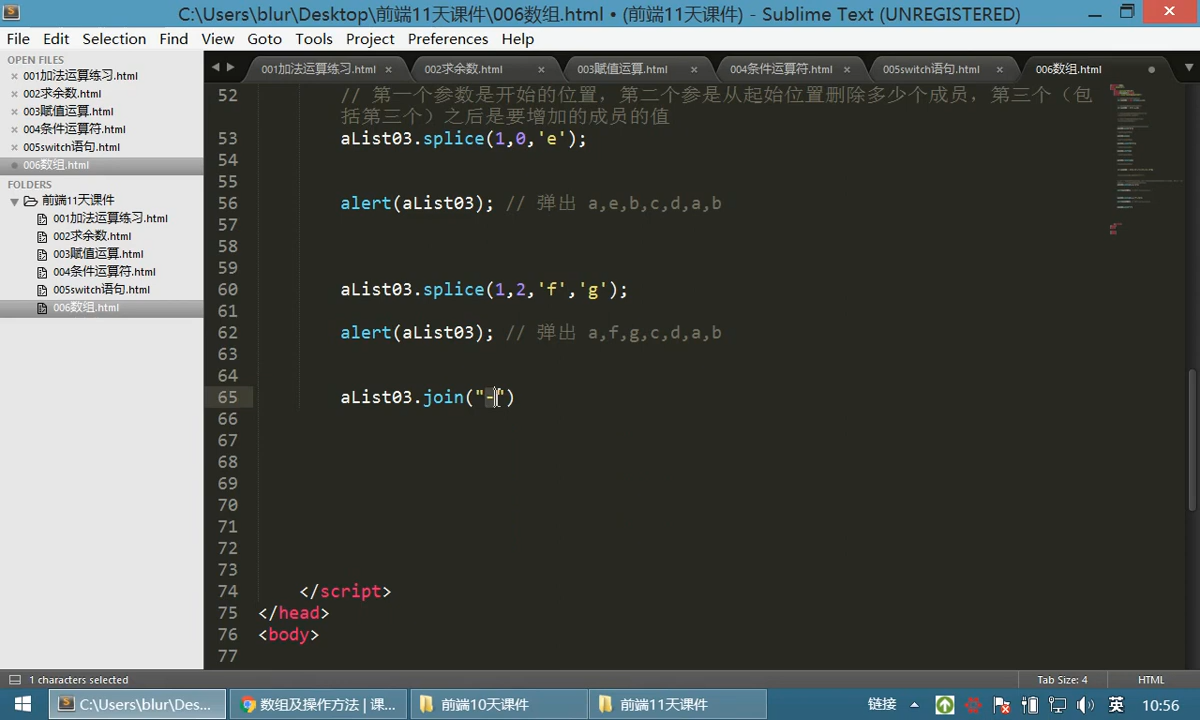 C:\Users\blur\Desktop\前端11天课件\006数组.html • (前端11天课件) - Sublime Text (UNREGISTERED)
File Edit Selection Find View Goto Tools Project Preferences Help
OPEN FILES
001加法运算练习.html
002求余数.html
003赋值运算.html
004条件运算符.html
005switch语句.html
006数组.html
FOLDERS
前端11天课件
001加法运算练习.html
002求余数.html
003赋值运算.html
004条件运算符.html
005switch语句.html
006数组.html
001加法运算练习.html 002求余数.html 003赋值运算.html 004条件运算符.html 005switch语句.html 006数组.html
52 // 第一个参数是开始的位置，第二个参是从起始位置删除多少个成员，第三个（包
括第三个）之后是要增加的成员的值
53 aList03.splice(1,0,'e');
54
55
56 alert(aList03); // 弹出 a,e,b,c,d,a,b
57
58
59
60 aList03.splice(1,2,'f','g');
61
62 alert(aList03); // 弹出 a,f,g,c,d,a,b
63
64
65 aList03.join("-")
66
67
68
69
70
71
72
73
74 </script>
75 </head>
76 <body>
77
1 characters selected Tab Size: 4 HTML
C:\Users\blur\Des... 数组及操作方法 | 课... 前端10天课件 前端11天课件 链接 英 10:56